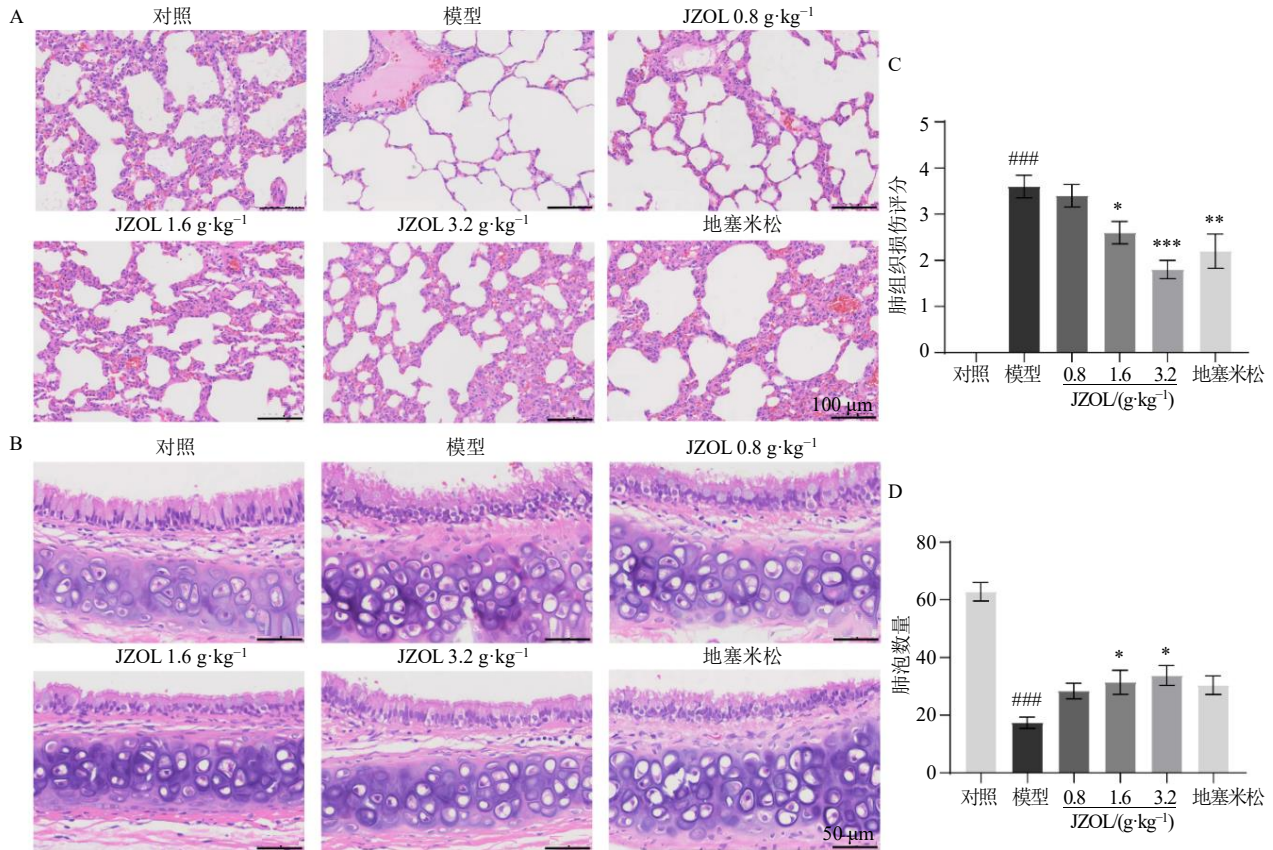 A
对照
模型
JZOL 0.8 g·kg⁻¹
JZOL 1.6 g·kg⁻¹
JZOL 3.2 g·kg⁻¹
地塞米松
100 μm
B
对照
模型
JZOL 0.8 g·kg⁻¹
JZOL 1.6 g·kg⁻¹
JZOL 3.2 g·kg⁻¹
地塞米松
50 μm
C
肺组织损伤评分
5
4
3
2
1
0
###
*
***
**
对照
模型
0.8
1.6
3.2
地塞米松
JZOL/(g·kg⁻¹)
D
肺泡数量
80
60
40
20
0
###
*
*
对照
模型
0.8
1.6
3.2
地塞米松
JZOL/(g·kg⁻¹)